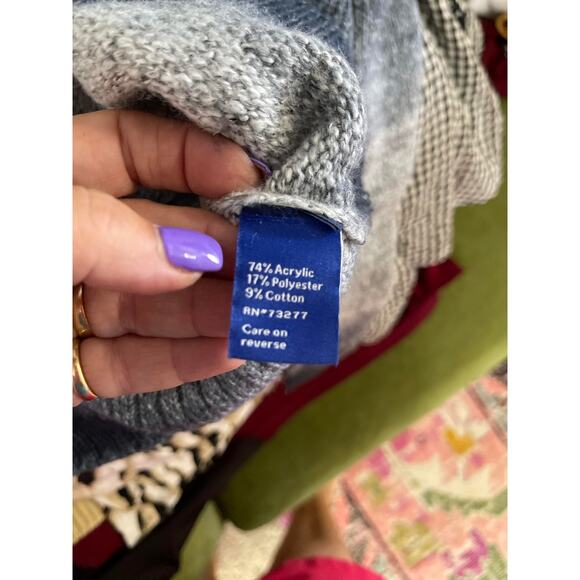 74% Acrylic
17% Polyester
9% Cotton
RN#73277
Care on
reverse